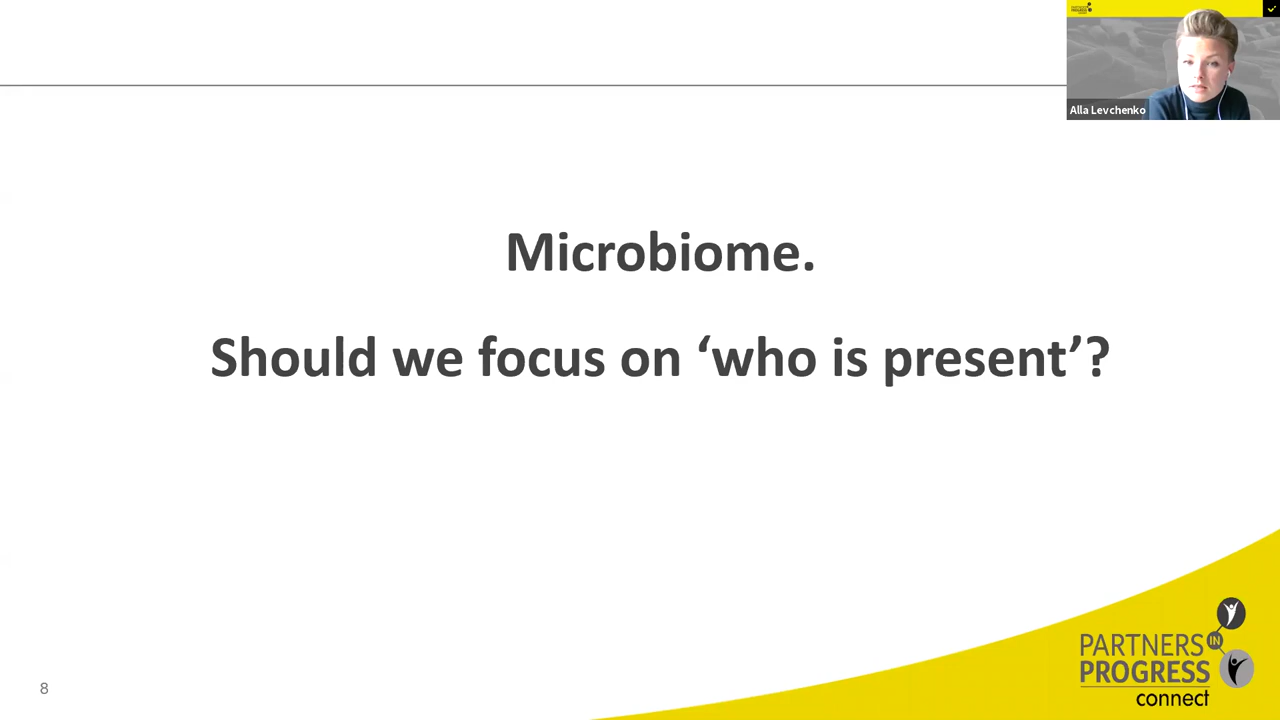 Alla Levchenko
Microbiome.
Should we focus on ‘who is present’?
PARTNERS
IN
PROGRESS
connect
8